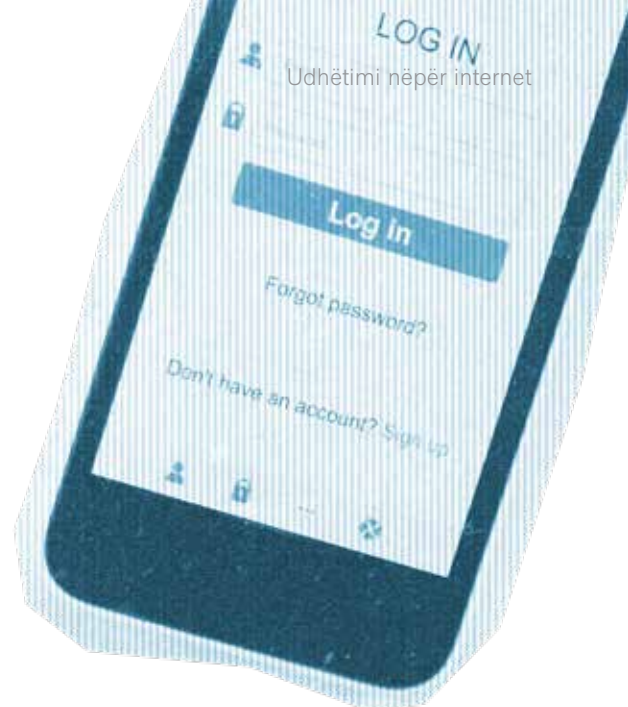 LOG IN
Udhëtimi nëpër internet
Log in
Forgot password?
Don't have an account? Sign up